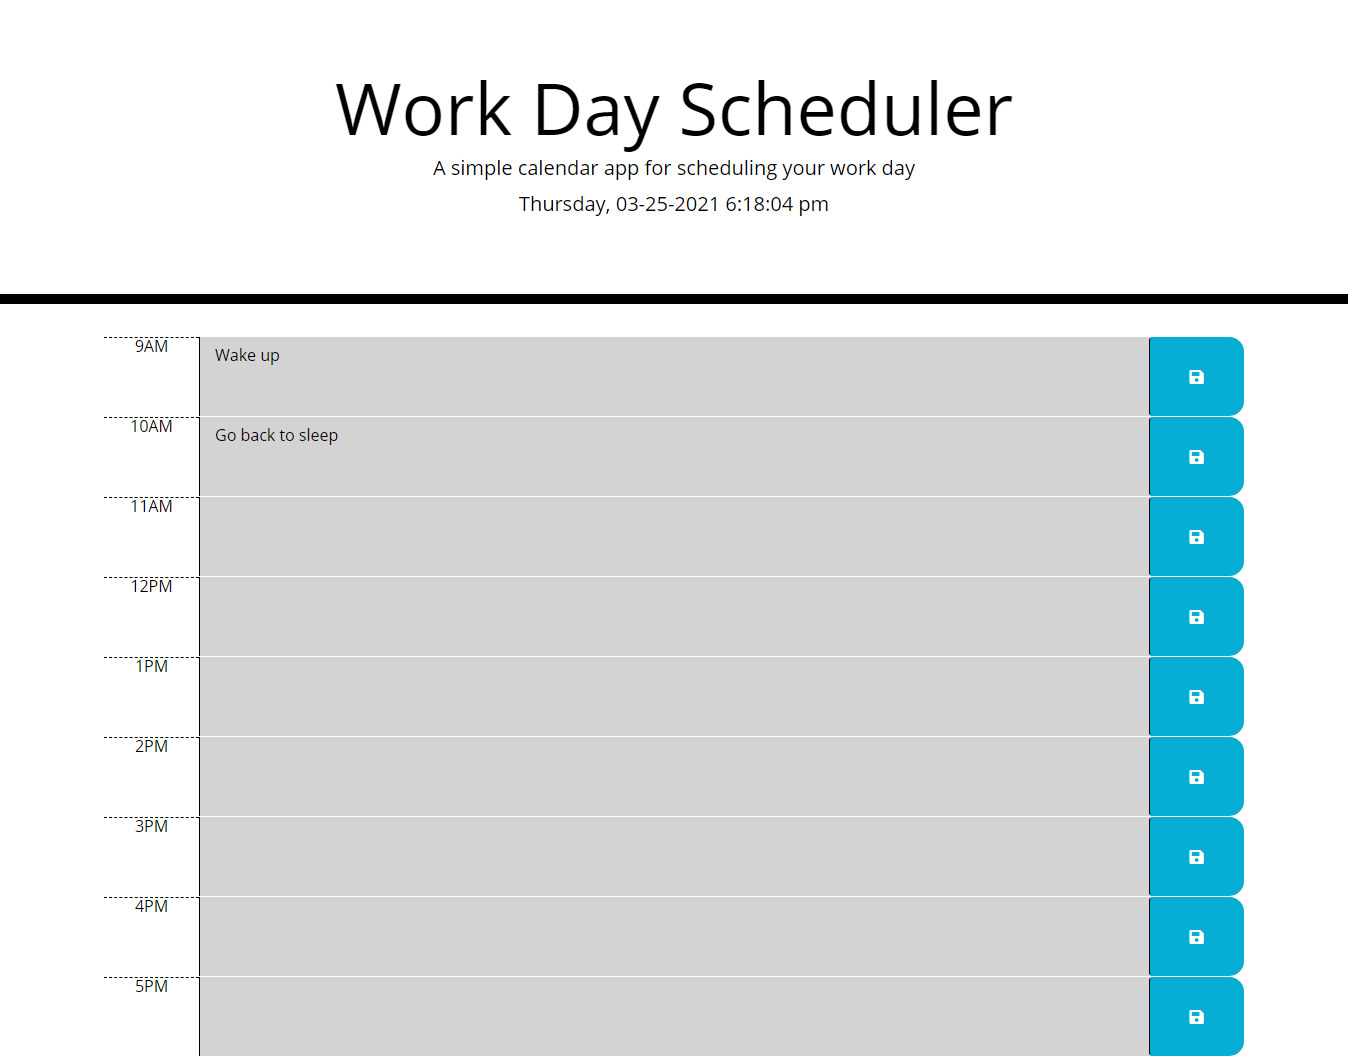 Work Day Scheduler
A simple calendar app for scheduling your work day
Thursday, 03-25-2021 6:18:04 pm
9AM
Wake up
10AM
Go back to sleep
11AM
12PM
1PM
2PM
3PM
4PM
5PM